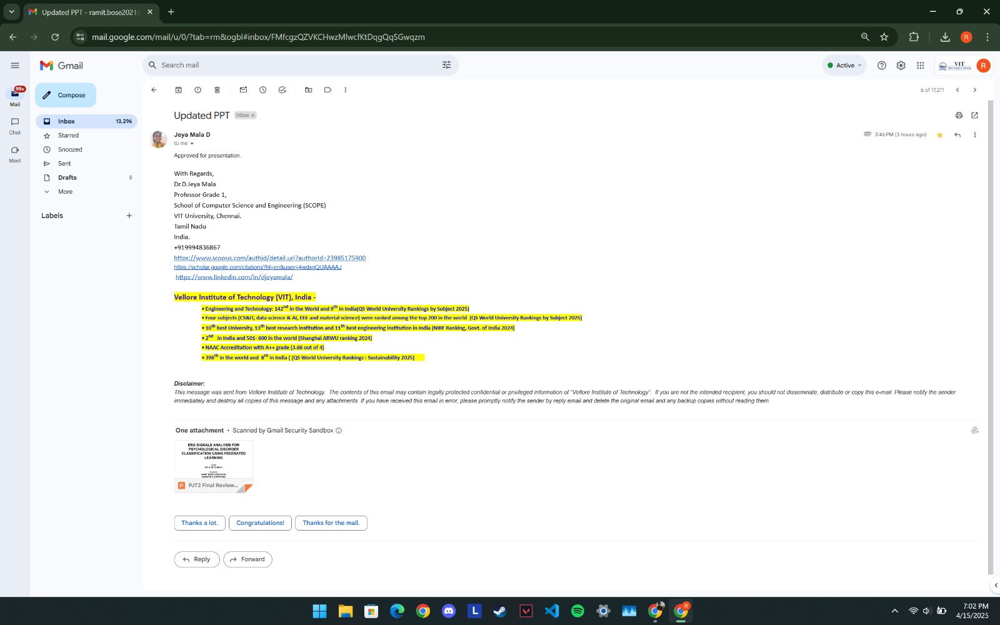 Updated PPT - ramit.bose2021
mail.google.com/mail/u/0/?tab=rm&ogbl#inbox/FMfcgzQZVKCHwzMlwcfKtDqgQqSGwqzm
R
Gmail
Search mail
Active
VIT
R
99+
Mail
Chat
Meet
Compose
Inbox 13,296
Starred
Snoozed
Sent
Drafts 8
More
Labels
6 of 17,211
Updated PPT Inbox x
Jeya Mala D
3:46 PM (3 hours ago)
to me
Approved for presentation.
With Regards,
Dr.D.Jeya Mala
Professor Grade 1,
School of Computer Science and Engineering (SCOPE)
VIT University, Chennai.
Tamil Nadu
India.
+919994836867
https://www.scopus.com/authid/detail.uri?authorId=23985175900
https://scholar.google.com/citations?hl=en&user=4wdxgQUAAAAJ
https://www.linkedin.com/in/djeyamala/
Vellore Institute of Technology (VIT), India -
• Engineering and Technology: 142nd in the World and 9th in India(QS World University Rankings by Subject 2025)
• Four subjects (CS&IT, data science & AI, EEE and material science) were ranked among the top 200 in the world (QS World University Rankings by Subject 2025)
• 10th best University, 13th best research institution and 11th best engineering institution in India (NIRF Ranking, Govt. of India 2024)
• 2nd in India and 501- 600 in the world (Shanghai ARWU ranking 2024)
• NAAC Accreditation with A++ grade (3.66 out of 4)
• 396th in the world and 8th in India ( (QS World University Rankings : Sustainability 2025)
Disclaimer:
This message was sent from Vellore Institute of Technology. The contents of this email may contain legally protected confidential or privileged information of "Vellore Institute of Technology". If you are not the intended recipient, you should not disseminate, distribute or copy this e-mail. Please notify the sender
immediately and destroy all copies of this message and any attachments. If you have received this email in error, please promptly notify the sender by reply email and delete the original email and any backup copies without reading them.
One attachment • Scanned by Gmail Security Sandbox
ERG SIGNALS ANALYSIS FOR
PSYCHOLOGICAL DISORDER
CLASSIFICATION USING FEDERATED
LEARNING
P PJT2 Final Review...
Thanks a lot.
Congratulations!
Thanks for the mail.
Reply
Forward
L
R
7:02 PM
4/15/2025